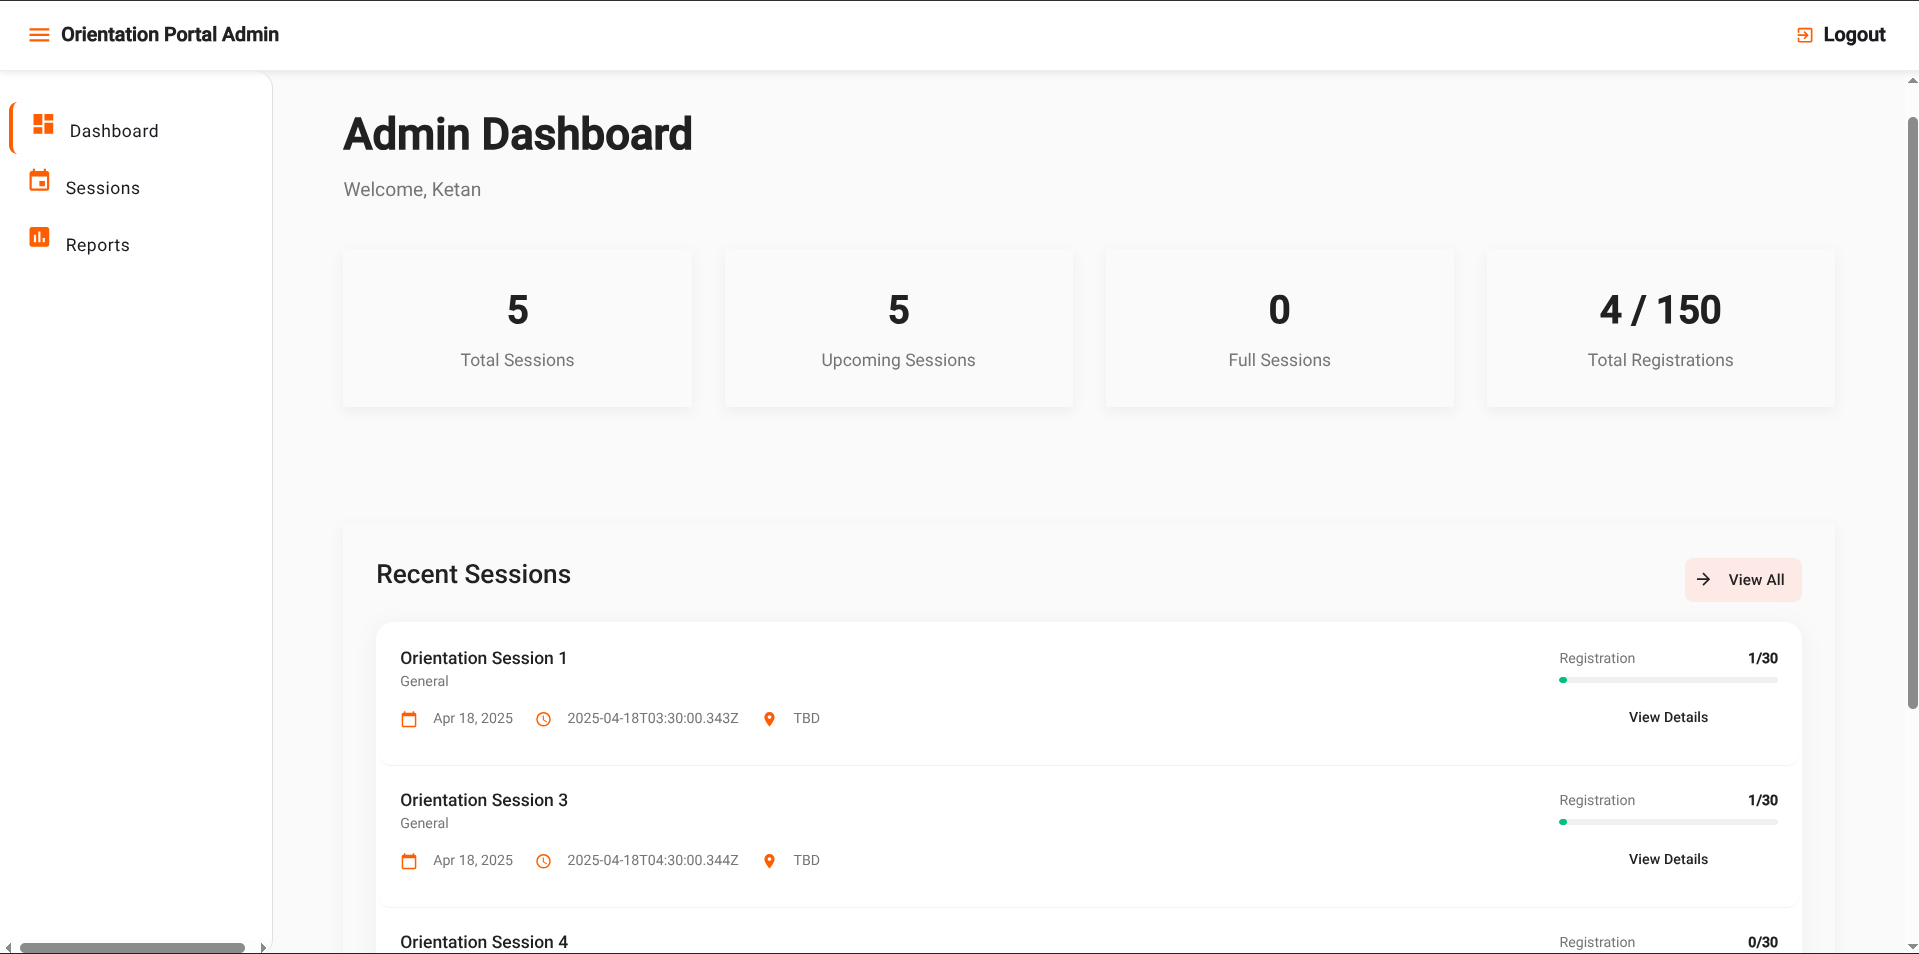 Orientation Portal Admin
Logout
Dashboard
Sessions
Reports
Admin Dashboard
Welcome, Ketan
5
Total Sessions
5
Upcoming Sessions
0
Full Sessions
4 / 150
Total Registrations
Recent Sessions
View All
Orientation Session 1
General
Apr 18, 2025 2025-04-18T03:30:00.343Z TBD
Registration 1/30
View Details
Orientation Session 3
General
Apr 18, 2025 2025-04-18T04:30:00.344Z TBD
Registration 1/30
View Details
Orientation Session 4
Registration 0/30